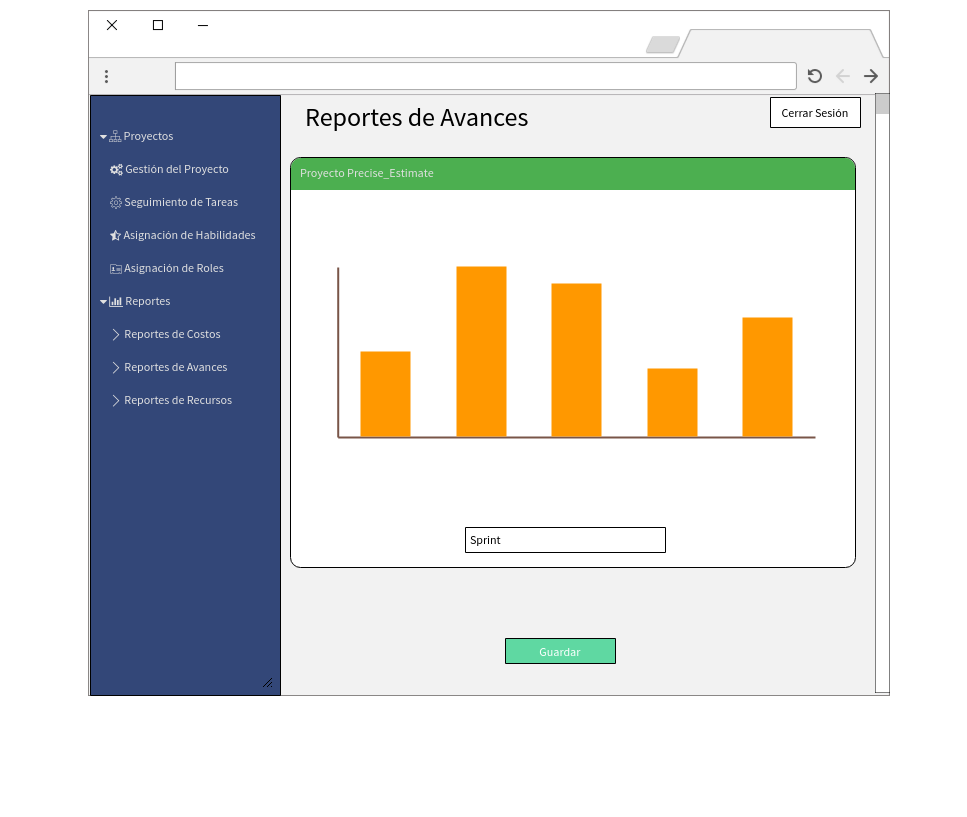 Reportes de Avances
Cerrar Sesión
Proyectos
Gestión del Proyecto
Seguimiento de Tareas
Asignación de Habilidades
Asignación de Roles
Reportes
Reportes de Costos
Reportes de Avances
Reportes de Recursos
Proyecto Precise_Estimate
Sprint
Guardar